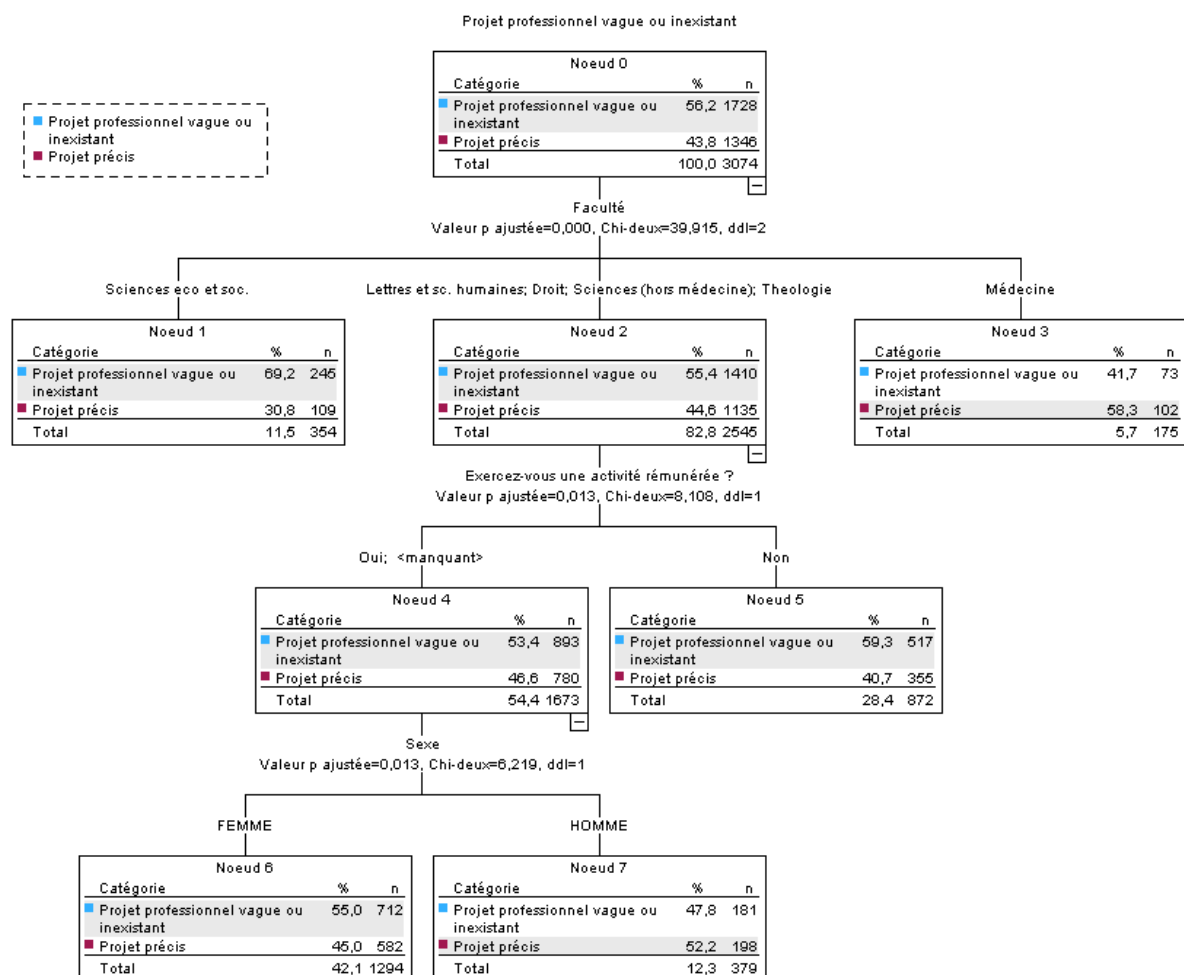 Projet professionnel vague ou inexistant
Projet professionnel vague ou
inexistant
Projet précis
Noeud 0
Catégorie % n
Projet professionnel vague ou 56,2 1728
inexistant
Projet précis 43,8 1346
Total 100,0 3074
Faculté
Valeur p ajustée=0,000, Chi-deux=39,915, ddl=2
Sciences eco et soc.
Lettres et sc. humaines; Droit; Sciences (hors médecine); Theologie
Médecine
Noeud 1
Catégorie % n
Projet professionnel vague ou 69,2 245
inexistant
Projet précis 30,8 109
Total 11,5 354
Noeud 2
Catégorie % n
Projet professionnel vague ou 55,4 1410
inexistant
Projet précis 44,6 1135
Total 82,8 2545
Noeud 3
Catégorie % n
Projet professionnel vague ou 41,7 73
inexistant
Projet précis 58,3 102
Total 5,7 175
Exercez-vous une activité rémunérée ?
Valeur p ajustée=0,013, Chi-deux=8,108, ddl=1
Oui; <manquant>
Non
Noeud 4
Catégorie % n
Projet professionnel vague ou 53,4 893
inexistant
Projet précis 46,6 780
Total 54,4 1673
Noeud 5
Catégorie % n
Projet professionnel vague ou 59,3 517
inexistant
Projet précis 40,7 355
Total 28,4 872
Sexe
Valeur p ajustée=0,013, Chi-deux=6,219, ddl=1
FEMME
HOMME
Noeud 6
Catégorie % n
Projet professionnel vague ou 55,0 712
inexistant
Projet précis 45,0 582
Total 42,1 1294
Noeud 7
Catégorie % n
Projet professionnel vague ou 47,8 181
inexistant
Projet précis 52,2 198
Total 12,3 379